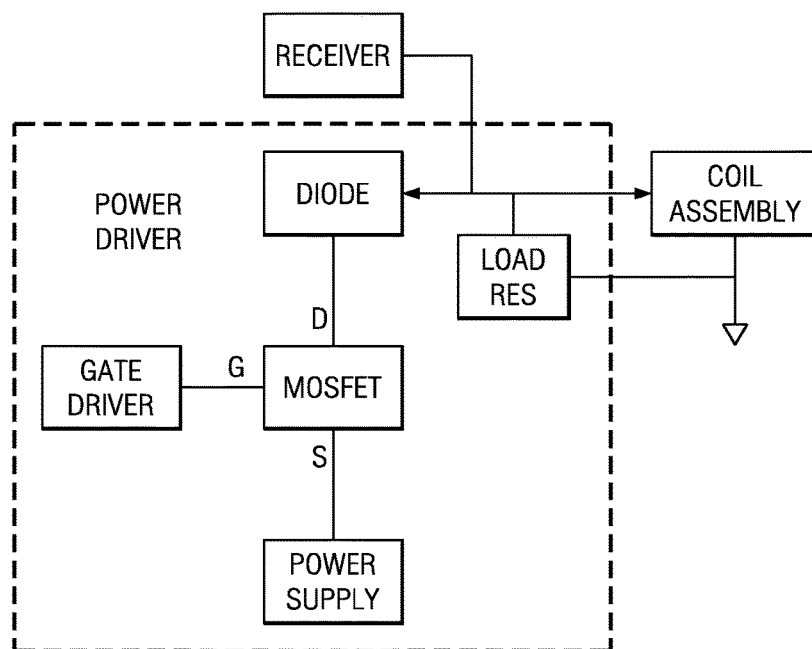 RECEIVER
POWER
DRIVER
DIODE
COIL
ASSEMBLY
LOAD
RES
D
GATE
DRIVER
G
MOSFET
S
POWER
SUPPLY